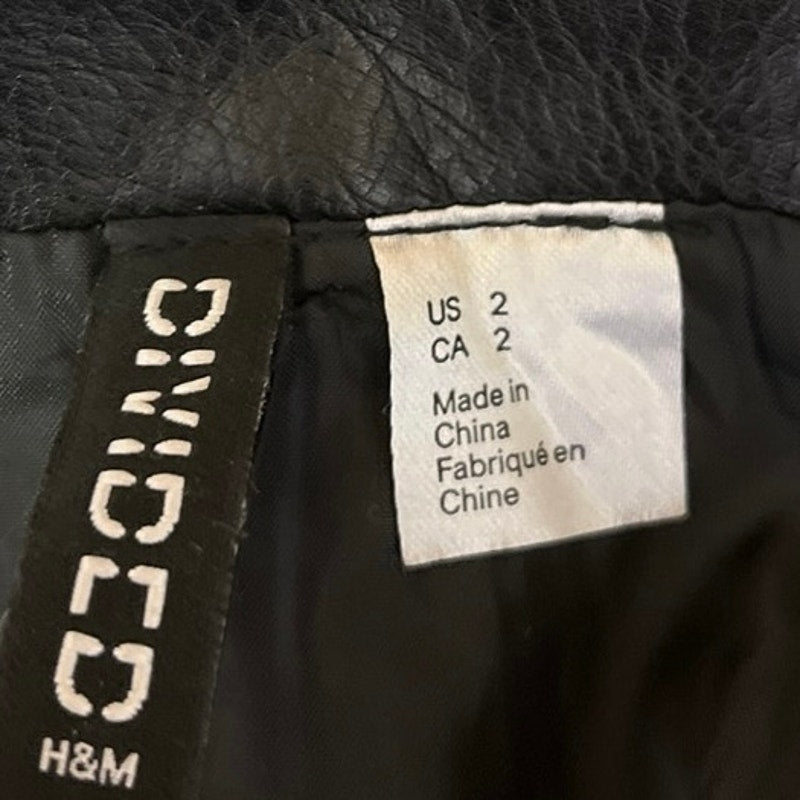 DIVIDED
H&M
US 2
CA 2
Made in
China
Fabriqué en
Chine